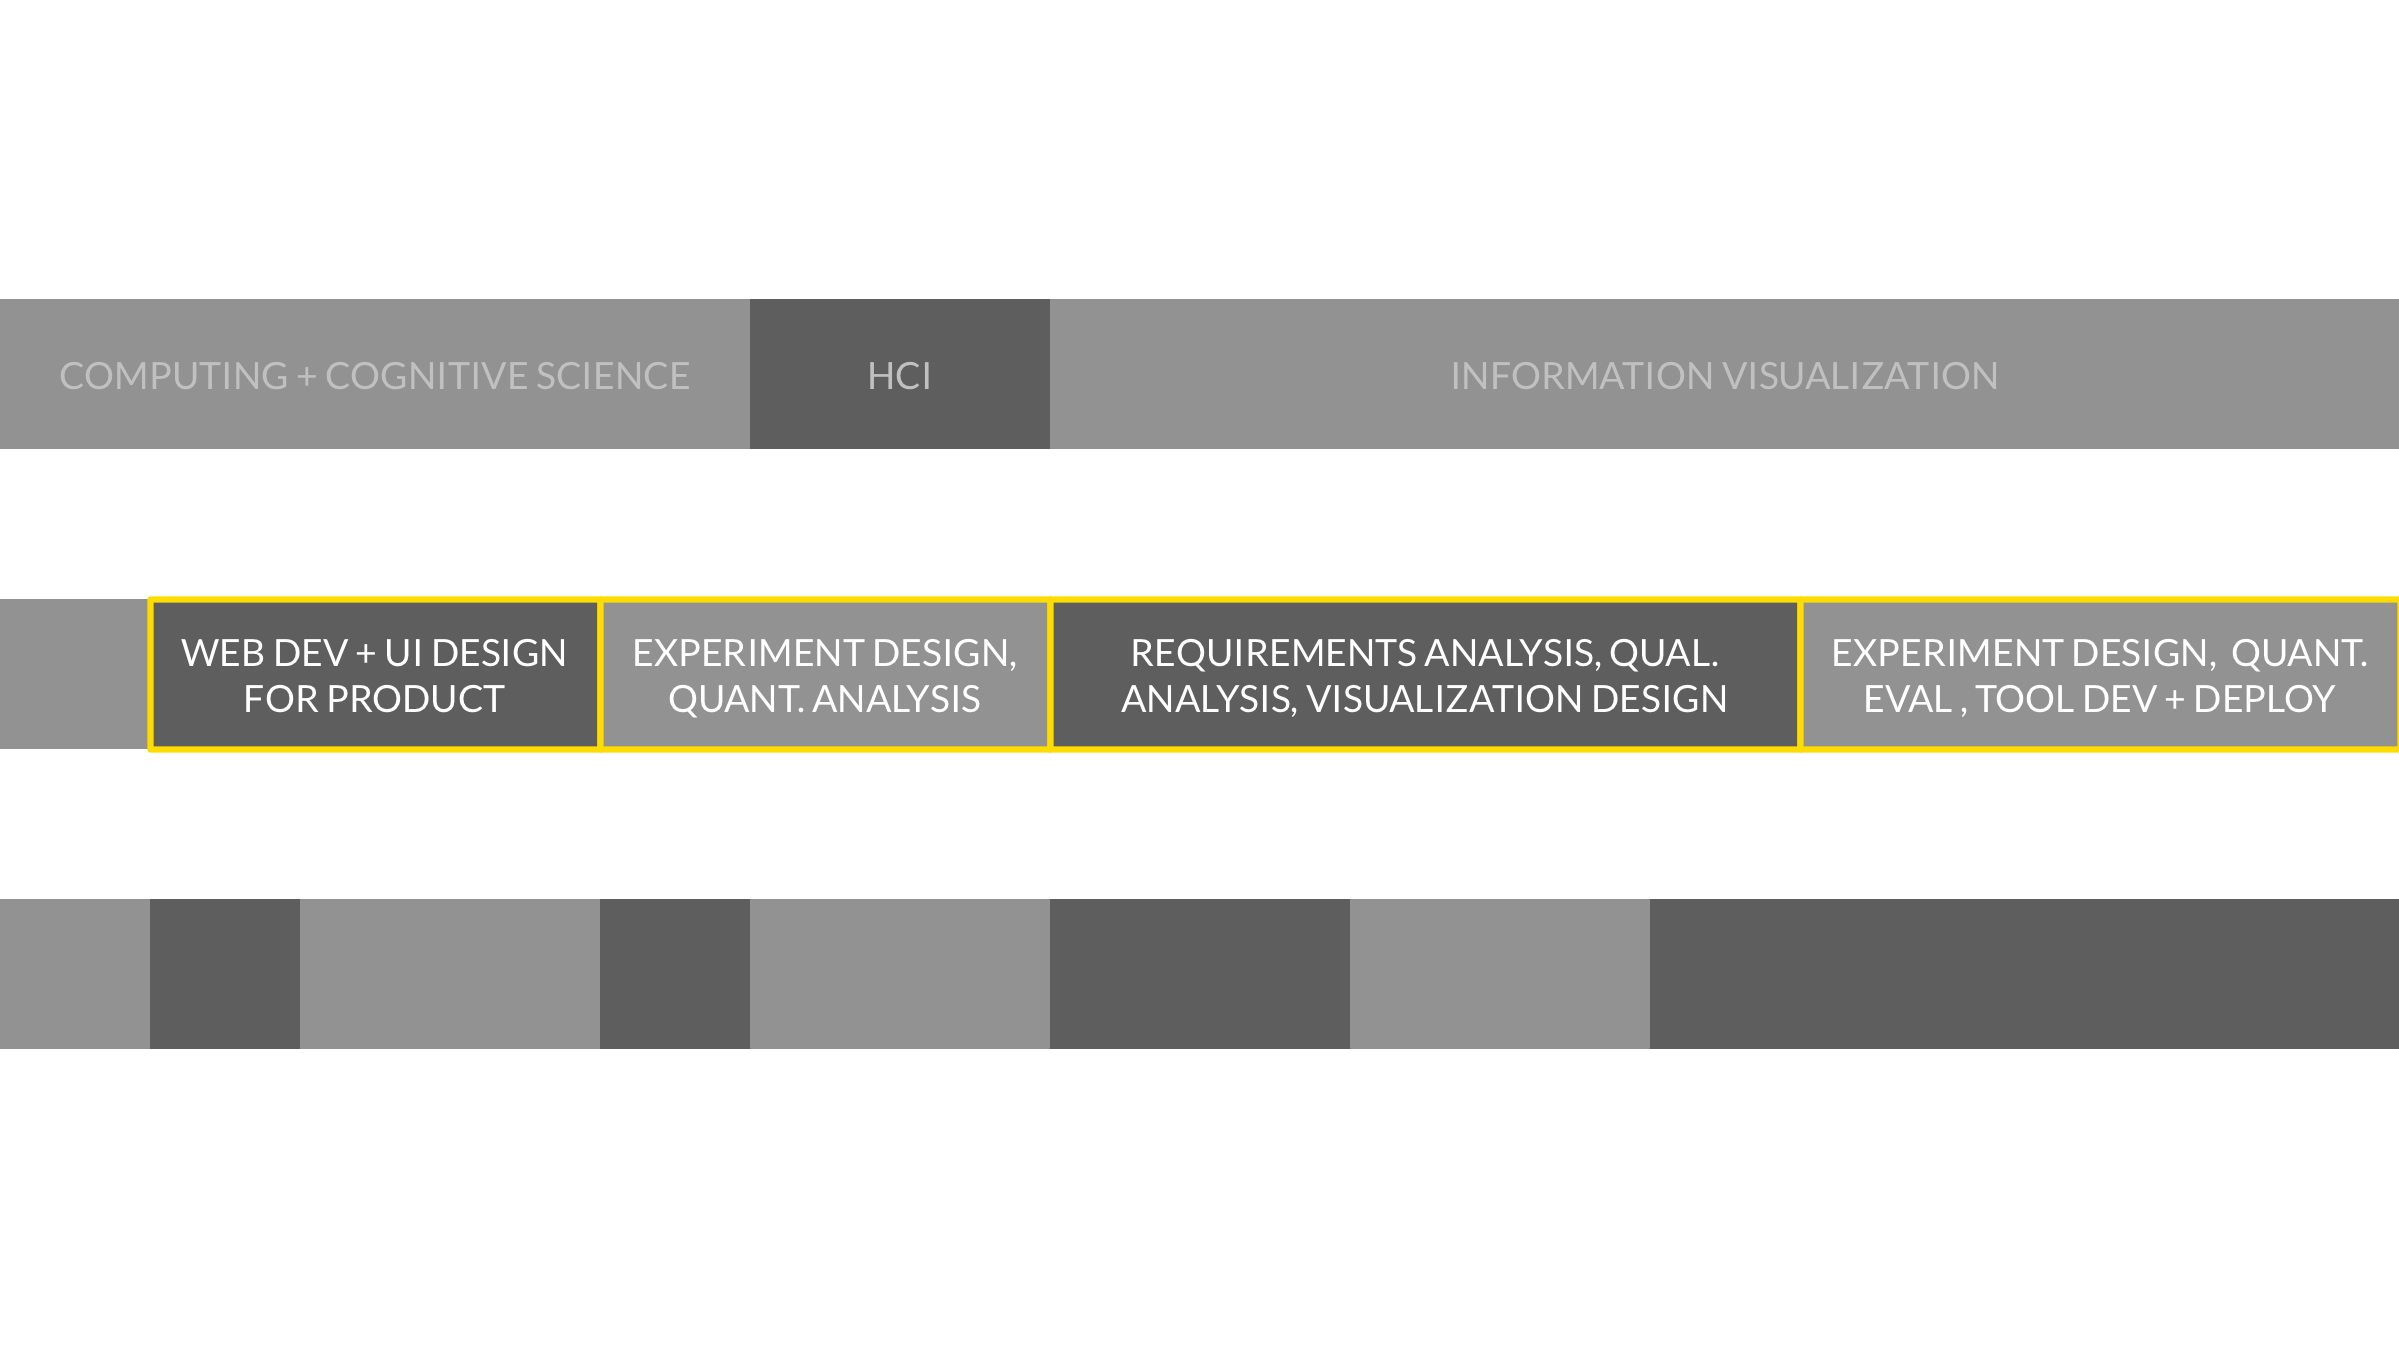 COMPUTING + COGNITIVE SCIENCE
HCI
INFORMATION VISUALIZATION
WEB DEV + UI DESIGN
FOR PRODUCT
EXPERIMENT DESIGN,
QUANT. ANALYSIS
REQUIREMENTS ANALYSIS, QUAL.
ANALYSIS, VISUALIZATION DESIGN
EXPERIMENT DESIGN, QUANT.
EVAL , TOOL DEV + DEPLOY